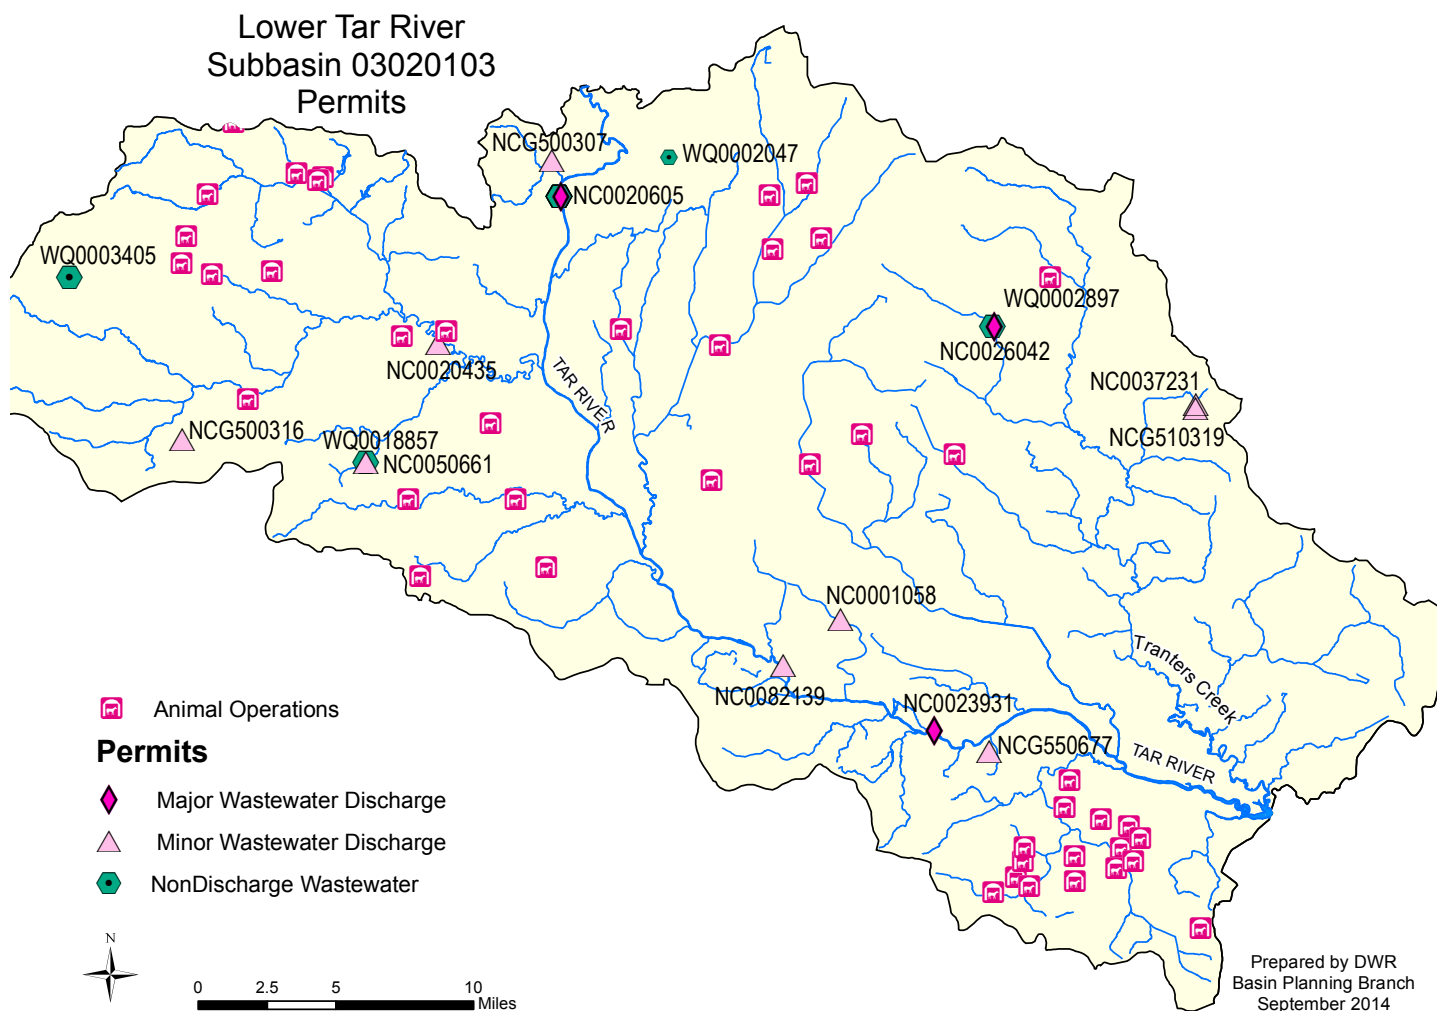 Lower Tar River
Subbasin 03020103
Permits
NCG500307
WQ0002047
NC0020605
WQ0003405
WQ0002897
NC0026042
NC0020435
TAR RIVER
NC0037231
NCG510319
NCG500316
WQ0018857
NC0050661
NC0001058
Tranters Creek
NC0082139
NC0023931
NCG550677
TAR RIVER
Animal Operations
Permits
Major Wastewater Discharge
Minor Wastewater Discharge
NonDischarge Wastewater
N
0 2.5 5 10
Miles
Prepared by DWR
Basin Planning Branch
September 2014